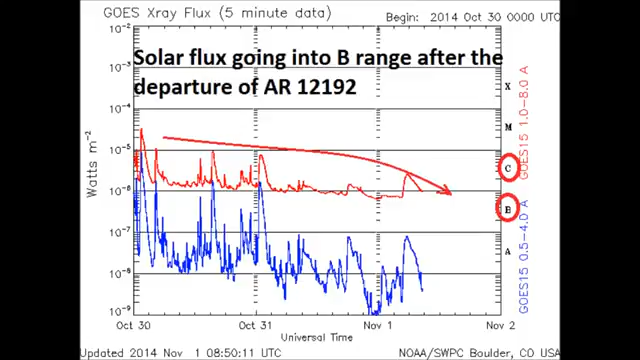 GOES Xray Flux (5 minute data)
Begin: 2014 Oct 30 0000 UTC
Solar flux going into B range after the
departure of AR 12192
Watts m⁻²
10⁻²
10⁻³
10⁻⁴
10⁻⁵
10⁻⁶
10⁻⁷
10⁻⁸
10⁻⁹
X
M
C
B
A
GOES15 1.0-8.0 A
GOES15 0.5-4.0 A
Oct 30
Oct 31
Nov 1
Nov 2
Universal Time
Updated 2014 Nov 1 08:50:11 UTC
NOAA/SWPC Boulder, CO USA